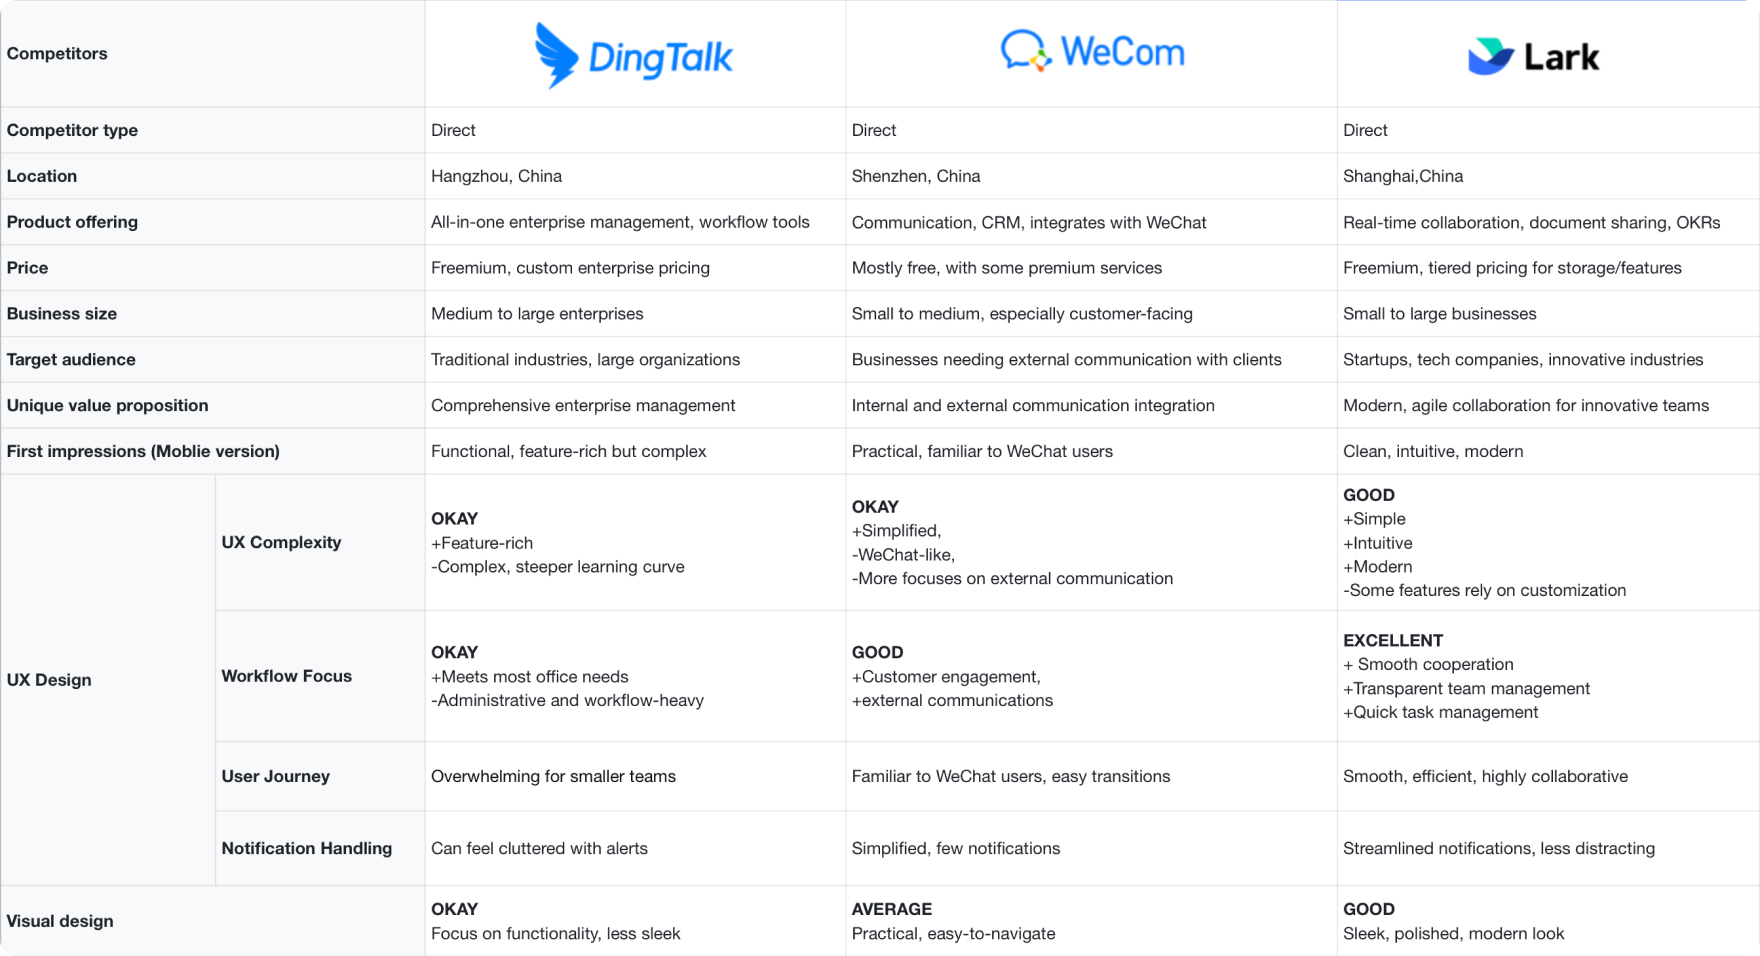 Competitors
DingTalk
WeCom
Lark
Competitor type
Direct
Direct
Direct
Location
Hangzhou, China
Shenzhen, China
Shanghai,China
Product offering
All-in-one enterprise management, workflow tools
Communication, CRM, integrates with WeChat
Real-time collaboration, document sharing, OKRs
Price
Freemium, custom enterprise pricing
Mostly free, with some premium services
Freemium, tiered pricing for storage/features
Business size
Medium to large enterprises
Small to medium, especially customer-facing
Small to large businesses
Target audience
Traditional industries, large organizations
Businesses needing external communication with clients
Startups, tech companies, innovative industries
Unique value proposition
Comprehensive enterprise management
Internal and external communication integration
Modern, agile collaboration for innovative teams
First impressions (Moblie version)
Functional, feature-rich but complex
Practical, familiar to WeChat users
Clean, intuitive, modern
UX Design
UX Complexity
OKAY
+Feature-rich
-Complex, steeper learning curve
OKAY
+Simplified,
-WeChat-like,
-More focuses on external communication
GOOD
+Simple
+Intuitive
+Modern
-Some features rely on customization
Workflow Focus
OKAY
+Meets most office needs
-Administrative and workflow-heavy
GOOD
+Customer engagement,
+external communications
EXCELLENT
+ Smooth cooperation
+Transparent team management
+Quick task management
User Journey
Overwhelming for smaller teams
Familiar to WeChat users, easy transitions
Smooth, efficient, highly collaborative
Notification Handling
Can feel cluttered with alerts
Simplified, few notifications
Streamlined notifications, less distracting
Visual design
OKAY
Focus on functionality, less sleek
AVERAGE
Practical, easy-to-navigate
GOOD
Sleek, polished, modern look